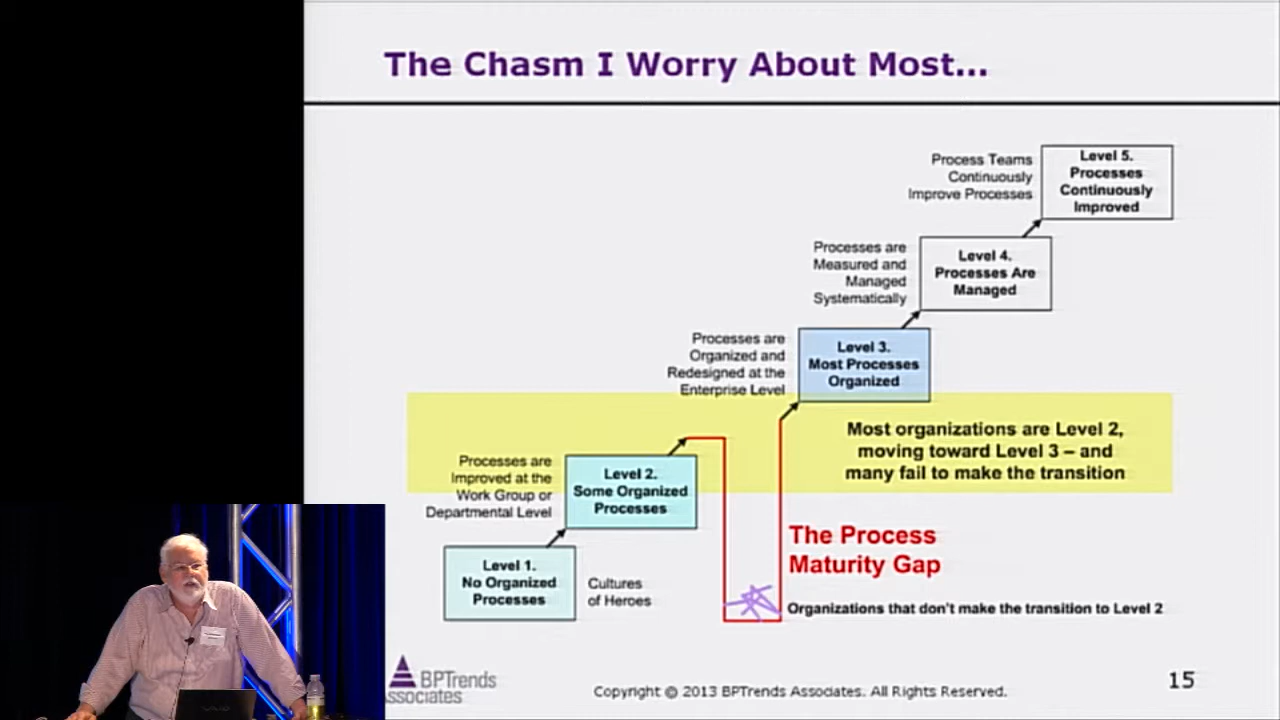 The Chasm I Worry About Most...
Process Teams
Continuously
Improve Processes
Level 5.
Processes
Continuously
Improved
Processes are
Measured and
Managed
Systematically
Level 4.
Processes Are
Managed
Processes are
Organized and
Redesigned at the
Enterprise Level
Level 3.
Most Processes
Organized
Most organizations are Level 2,
moving toward Level 3 – and
many fail to make the transition
Processes are
Improved at the
Work Group or
Departmental Level
Level 2.
Some Organized
Processes
The Process
Maturity Gap
Level 1.
No Organized
Processes
Cultures
of Heroes
Organizations that don't make the transition to Level 2
BPTrends
Associates
Copyright © 2013 BPTrends Associates. All Rights Reserved.
15
VAIO